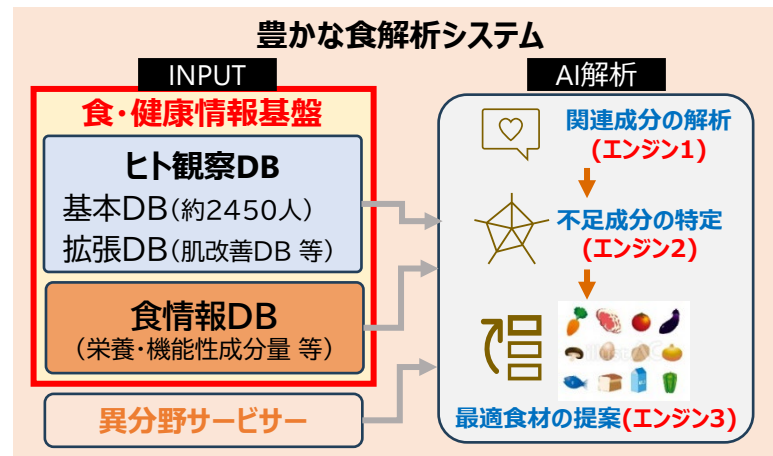 豊かな食解析システム
INPUT
食・健康情報基盤
ヒト観察DB
基本DB(約2450人)
拡張DB(肌改善DB 等)
食情報DB
(栄養・機能性成分量 等)
異分野サービサー
AI解析
関連成分の解析
(エンジン1)
不足成分の特定
(エンジン2)
最適食材の提案(エンジン3)